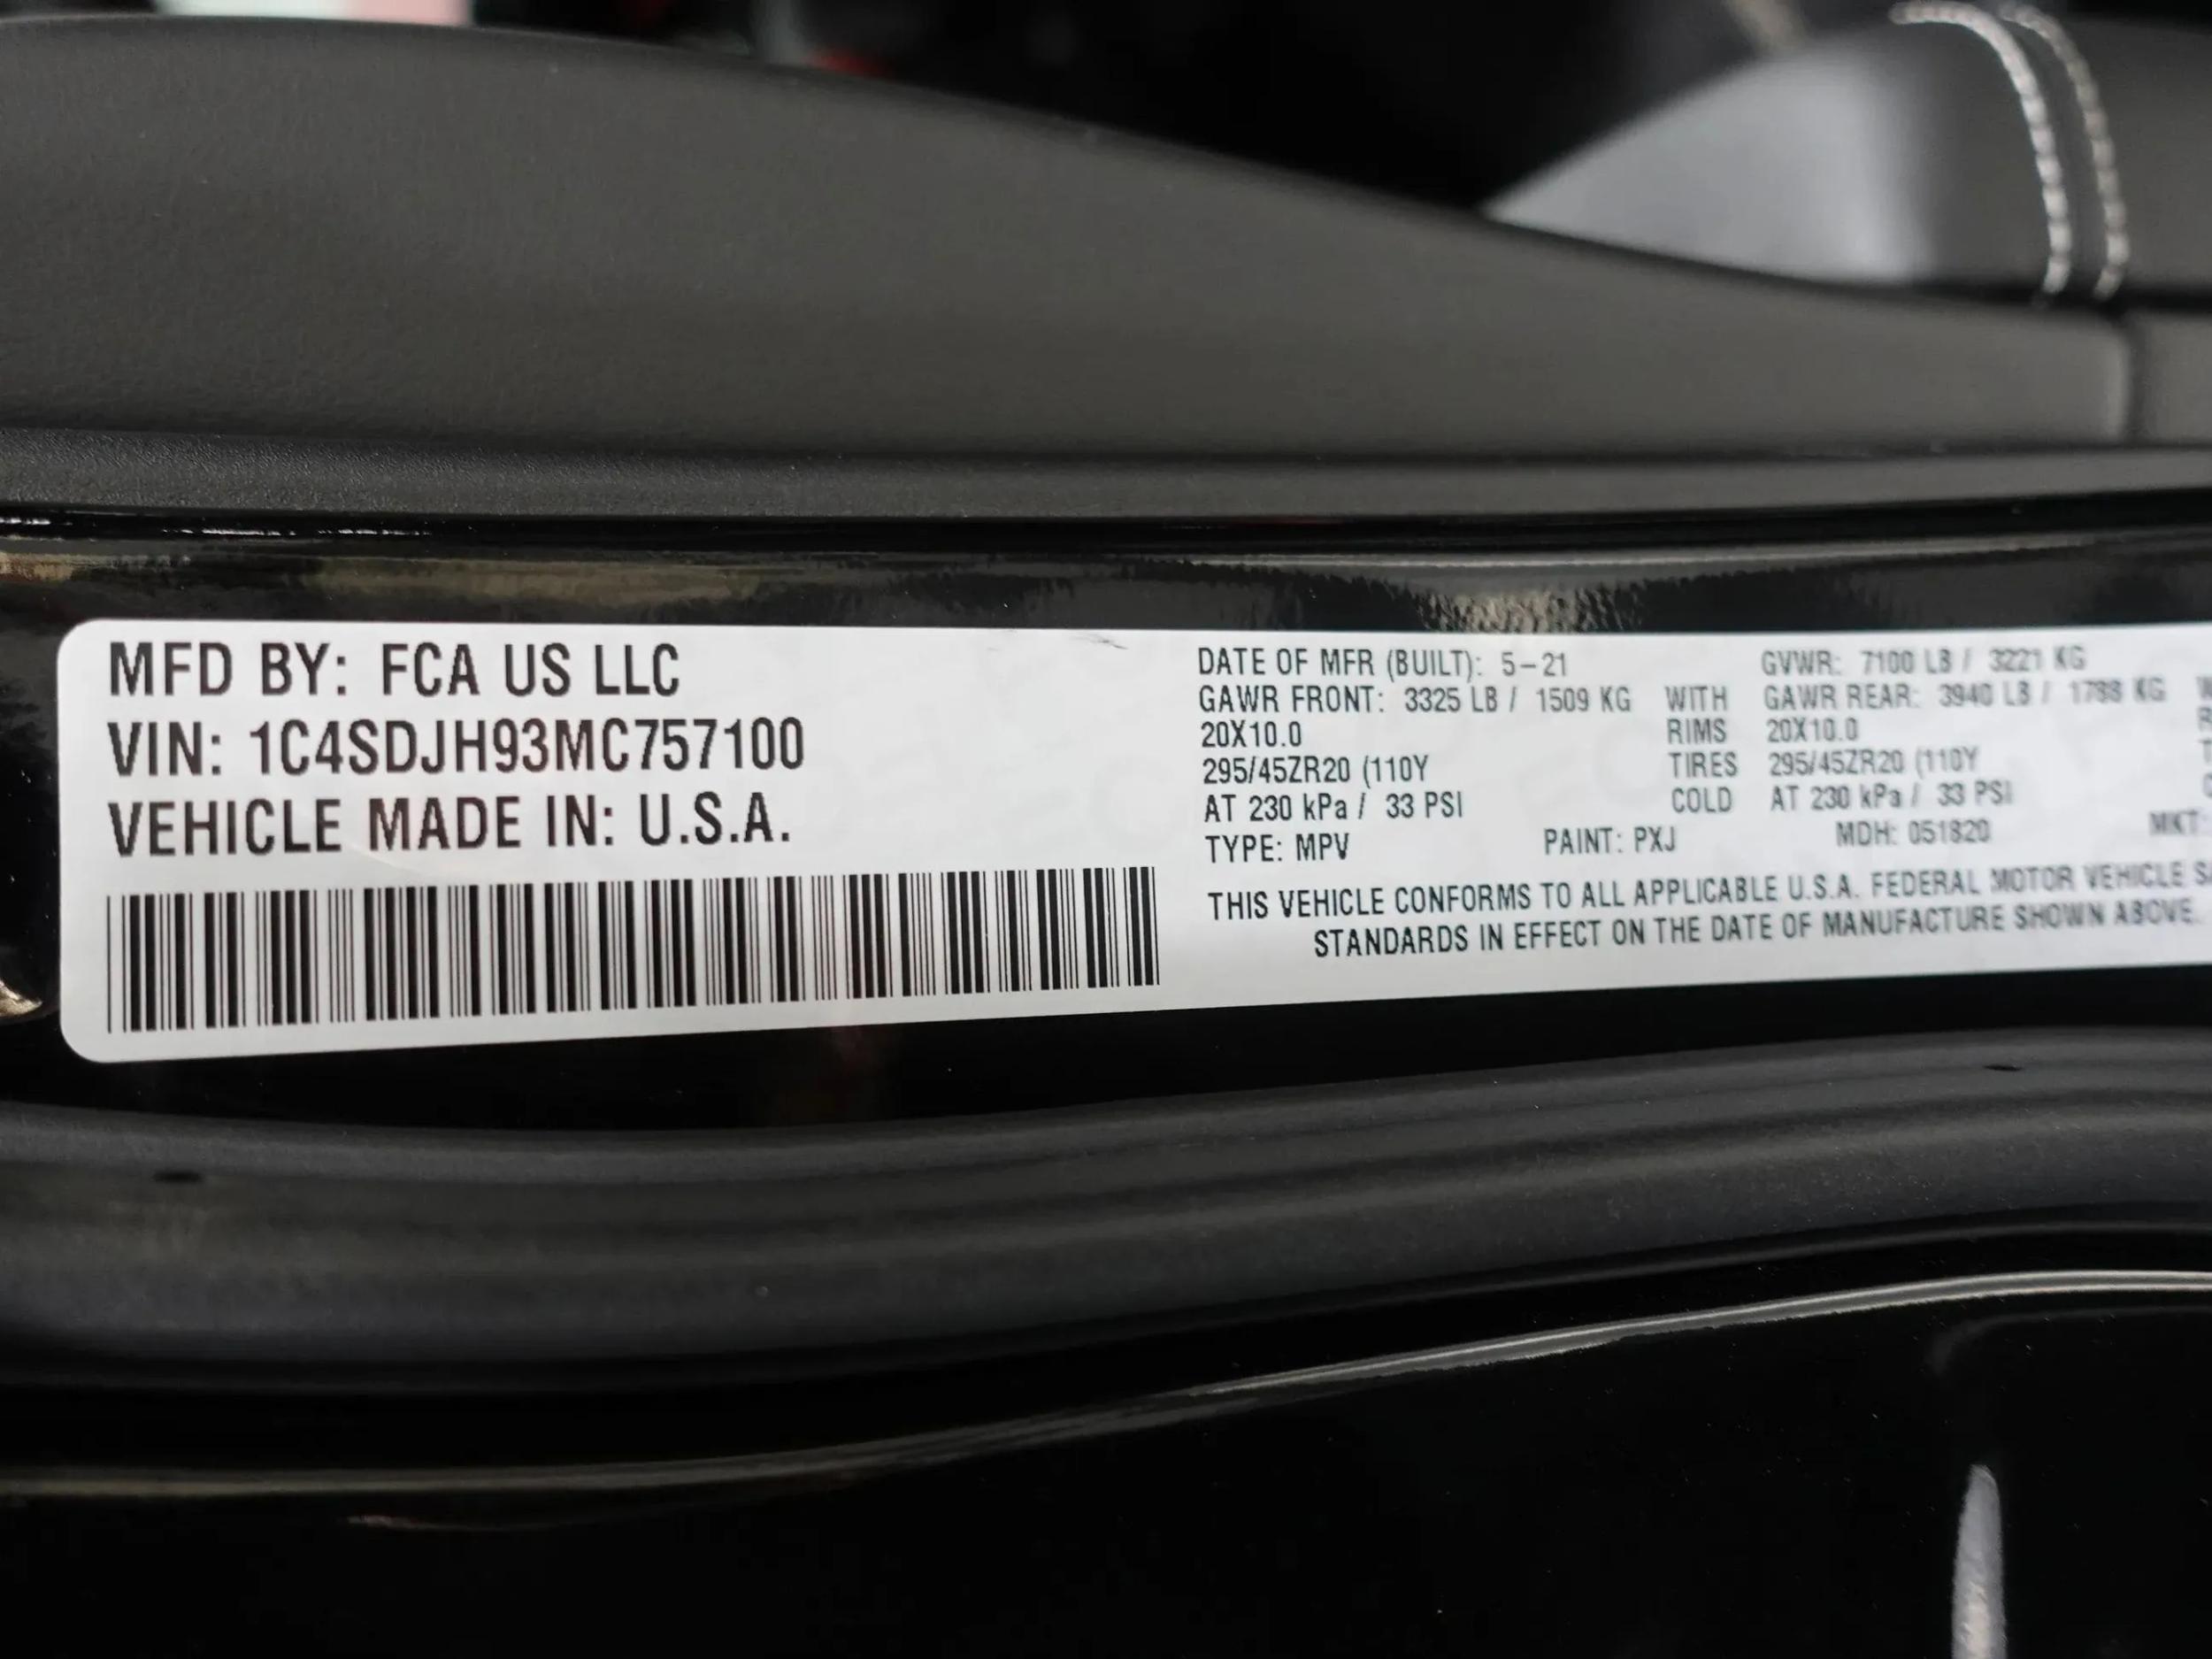 MFD BY: FCA US LLC
VIN: 1C4SDJH93MC757100
VEHICLE MADE IN: U.S.A.
DATE OF MFR (BUILT): 5-21 GVWR: 7100 LB / 3221 KG
GAWR FRONT: 3325 LB / 1509 KG WITH GAWR REAR: 3940 LB / 1788 KG
20X10.0 RIMS 20X10.0
295/45ZR20 (110Y TIRES 295/45ZR20 (110Y
AT 230 kPa / 33 PSI COLD AT 230 kPa / 33 PSI
TYPE: MPV PAINT: PXJ MDH: 051820 MKT:
THIS VEHICLE CONFORMS TO ALL APPLICABLE U.S.A. FEDERAL MOTOR VEHICLE
STANDARDS IN EFFECT ON THE DATE OF MANUFACTURE SHOWN ABOVE.